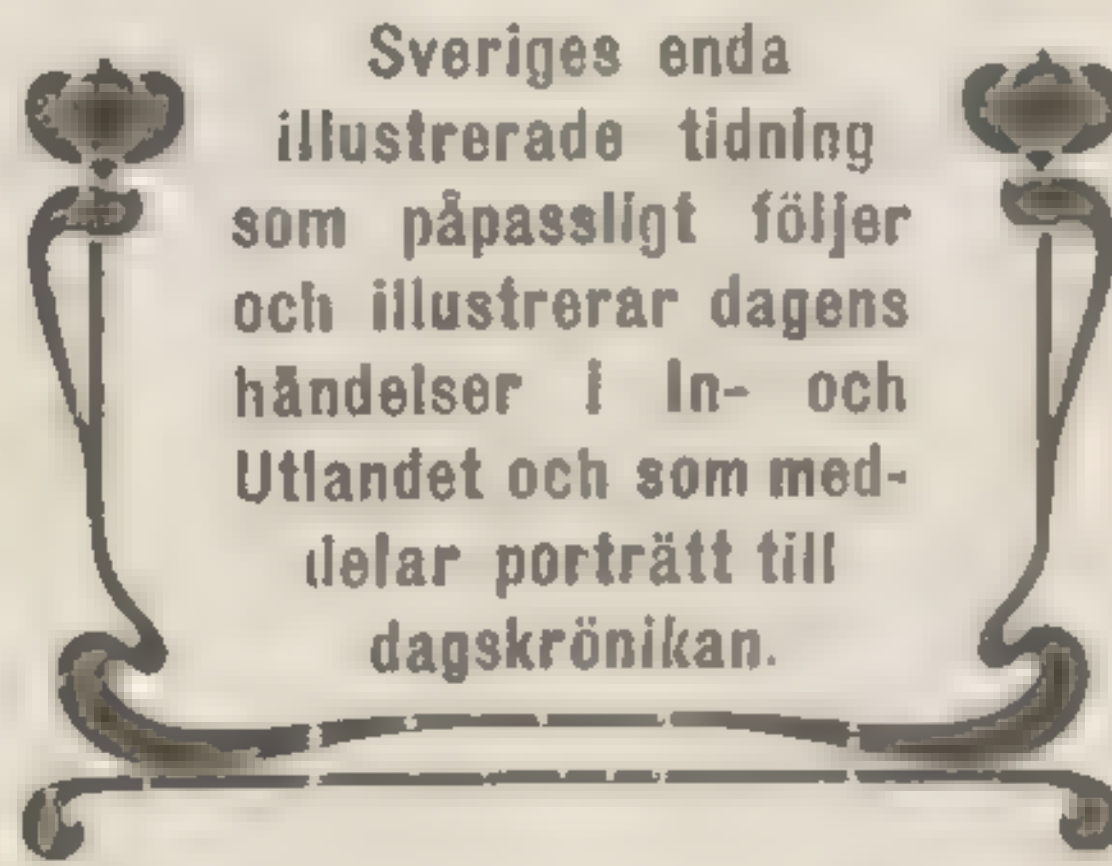 Sveriges enda
illustrerade tidning
som påpassligt följer
och illustrerar dagens
händelser i In- och
Utlandet och som med-
delar porträtt till
dagskrönikan.